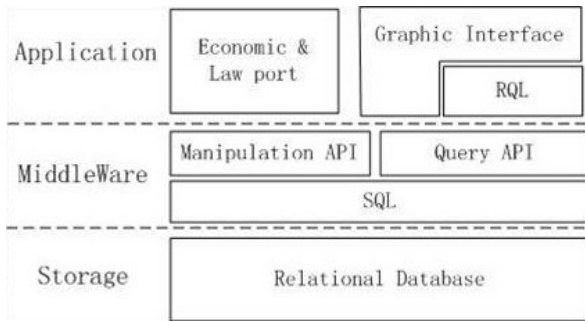 Application
Economic &
Law port
Graphic Interface
RQL
MiddleWare
Manipulation API
Query API
SQL
Storage
Relational Database